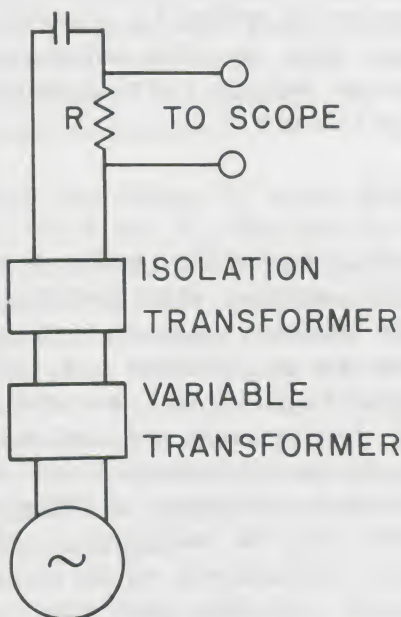 R TO SCOPE
ISOLATION
TRANSFORMER
VARIABLE
TRANSFORMER
~